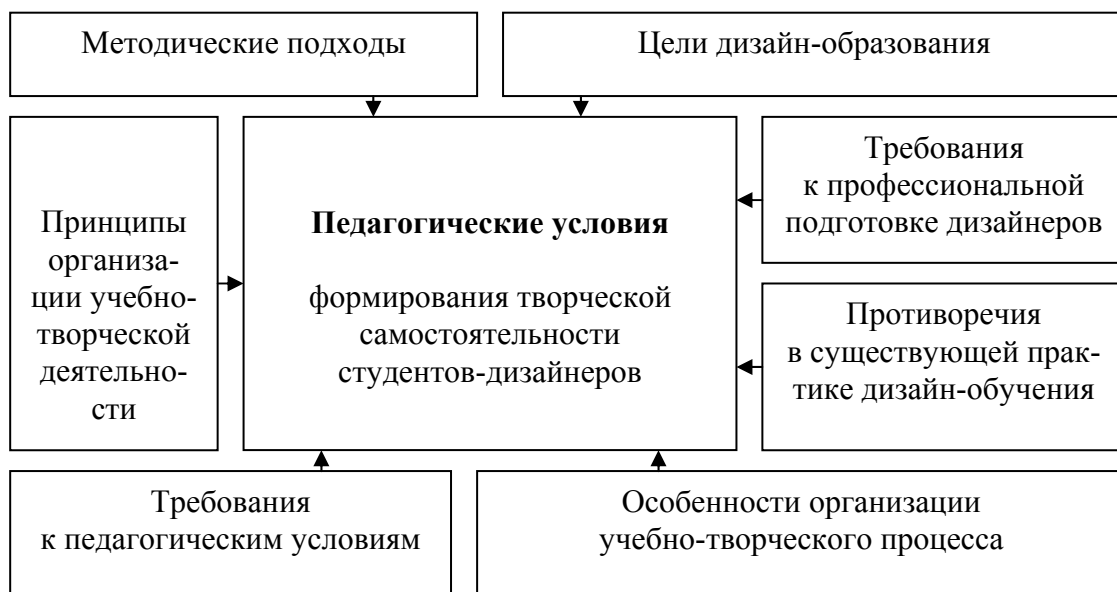 Методические подходы
Цели дизайн-образования
Принципы
организа-
ции учебно-
творческой
деятельно-
сти
Педагогические условия
формирования творческой
самостоятельности
студентов-дизайнеров
Требования
к профессиональной
подготовке дизайнеров
Противоречия
в существующей прак-
тике дизайн-обучения
Требования
к педагогическим условиям
Особенности организации
учебно-творческого процесса